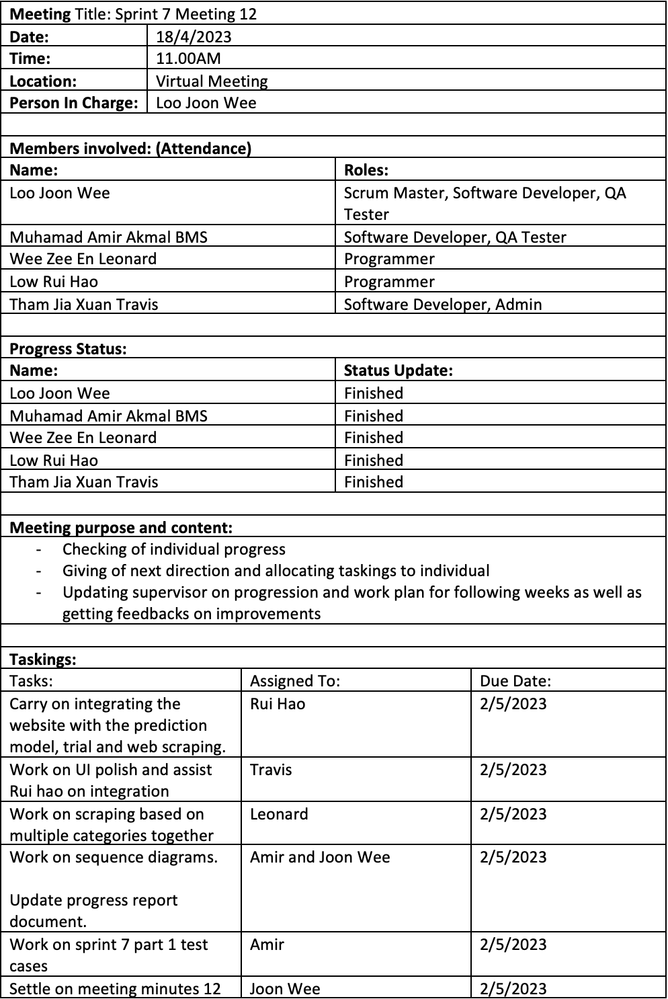 Meeting Title: Sprint 7 Meeting 12
Date: 18/4/2023
Time: 11.00AM
Location: Virtual Meeting
Person In Charge: Loo Joon Wee
Members involved: (Attendance)
Name: Roles:
Loo Joon Wee Scrum Master, Software Developer, QA
Tester
Muhamad Amir Akmal BMS Software Developer, QA Tester
Wee Zee En Leonard Programmer
Low Rui Hao Programmer
Tham Jia Xuan Travis Software Developer, Admin
Progress Status:
Name: Status Update:
Loo Joon Wee Finished
Muhamad Amir Akmal BMS Finished
Wee Zee En Leonard Finished
Low Rui Hao Finished
Tham Jia Xuan Travis Finished
Meeting purpose and content:
- Checking of individual progress
- Giving of next direction and allocating taskings to individual
- Updating supervisor on progression and work plan for following weeks as well as
getting feedbacks on improvements
Taskings:
Tasks: Assigned To: Due Date:
Carry on integrating the Rui Hao 2/5/2023
website with the prediction
model, trial and web scraping.
Work on UI polish and assist Travis 2/5/2023
Rui hao on integration
Work on scraping based on Leonard 2/5/2023
multiple categories together
Work on sequence diagrams. Amir and Joon Wee 2/5/2023
Update progress report
document.
Work on sprint 7 part 1 test Amir 2/5/2023
cases
Settle on meeting minutes 12 Joon Wee 2/5/2023